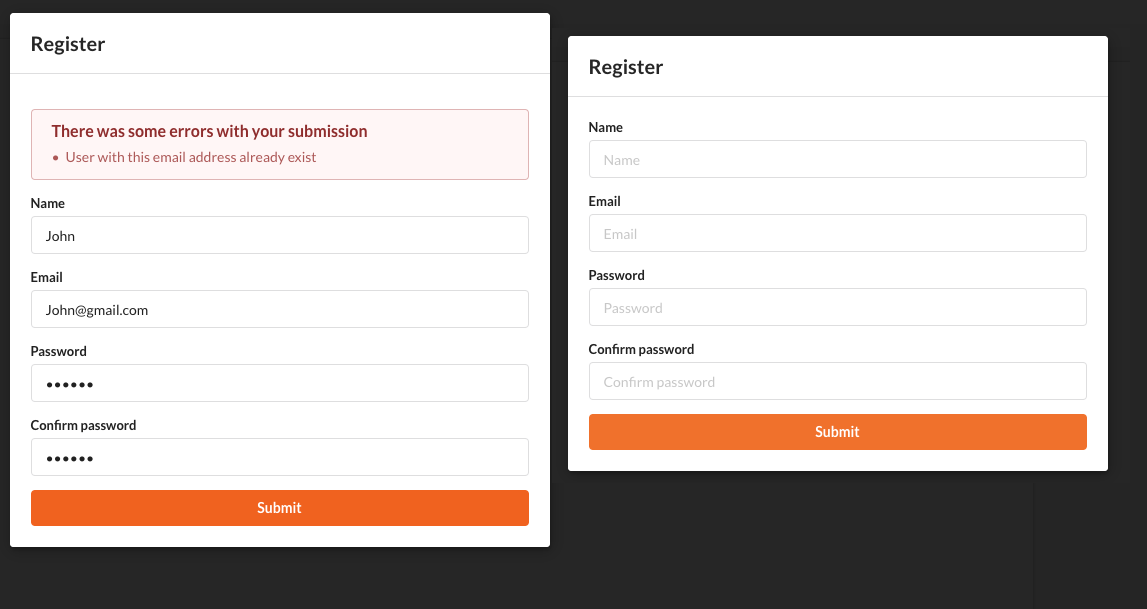 Register
There was some errors with your submission
• User with this email address already exist
Name
John
Email
John@gmail.com
Password
••••••
Confirm password
••••••
Submit
Register
Name
Name
Email
Email
Password
Password
Confirm password
Confirm password
Submit